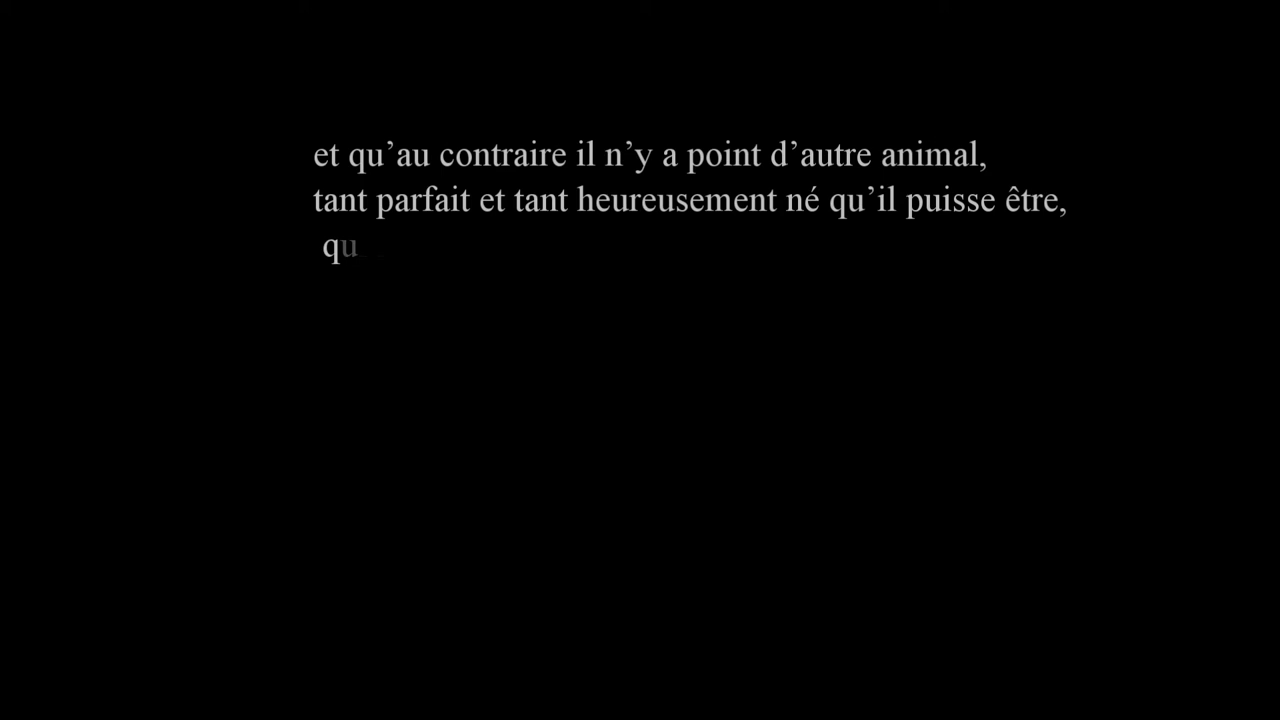 et qu’au contraire il n’y a point d’autre animal,
tant parfait et tant heureusement né qu’il puisse être,
qu